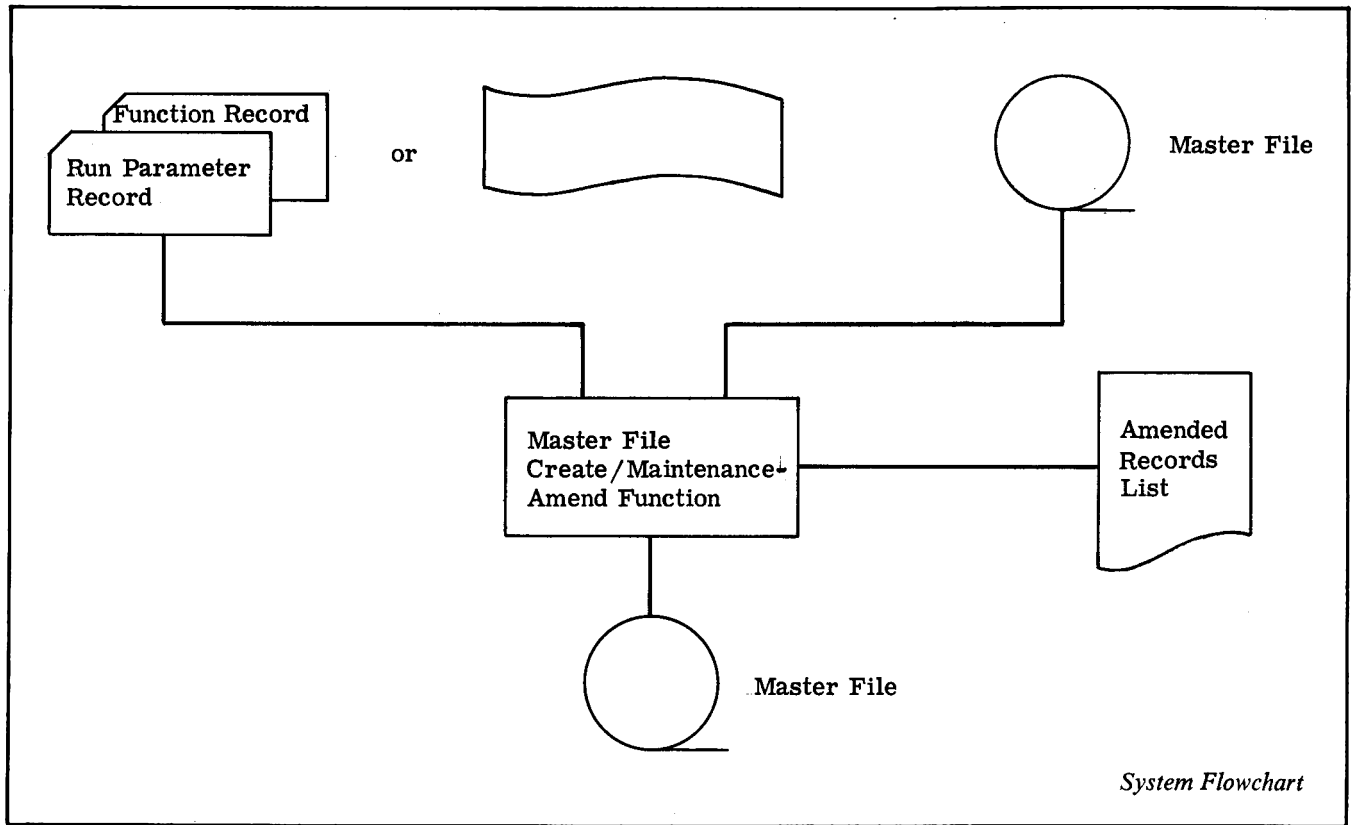 Function Record
Run Parameter
Record
or
Master File
Master File
Create/Maintenance-
Amend Function
Amended
Records
List
Master File
System Flowchart